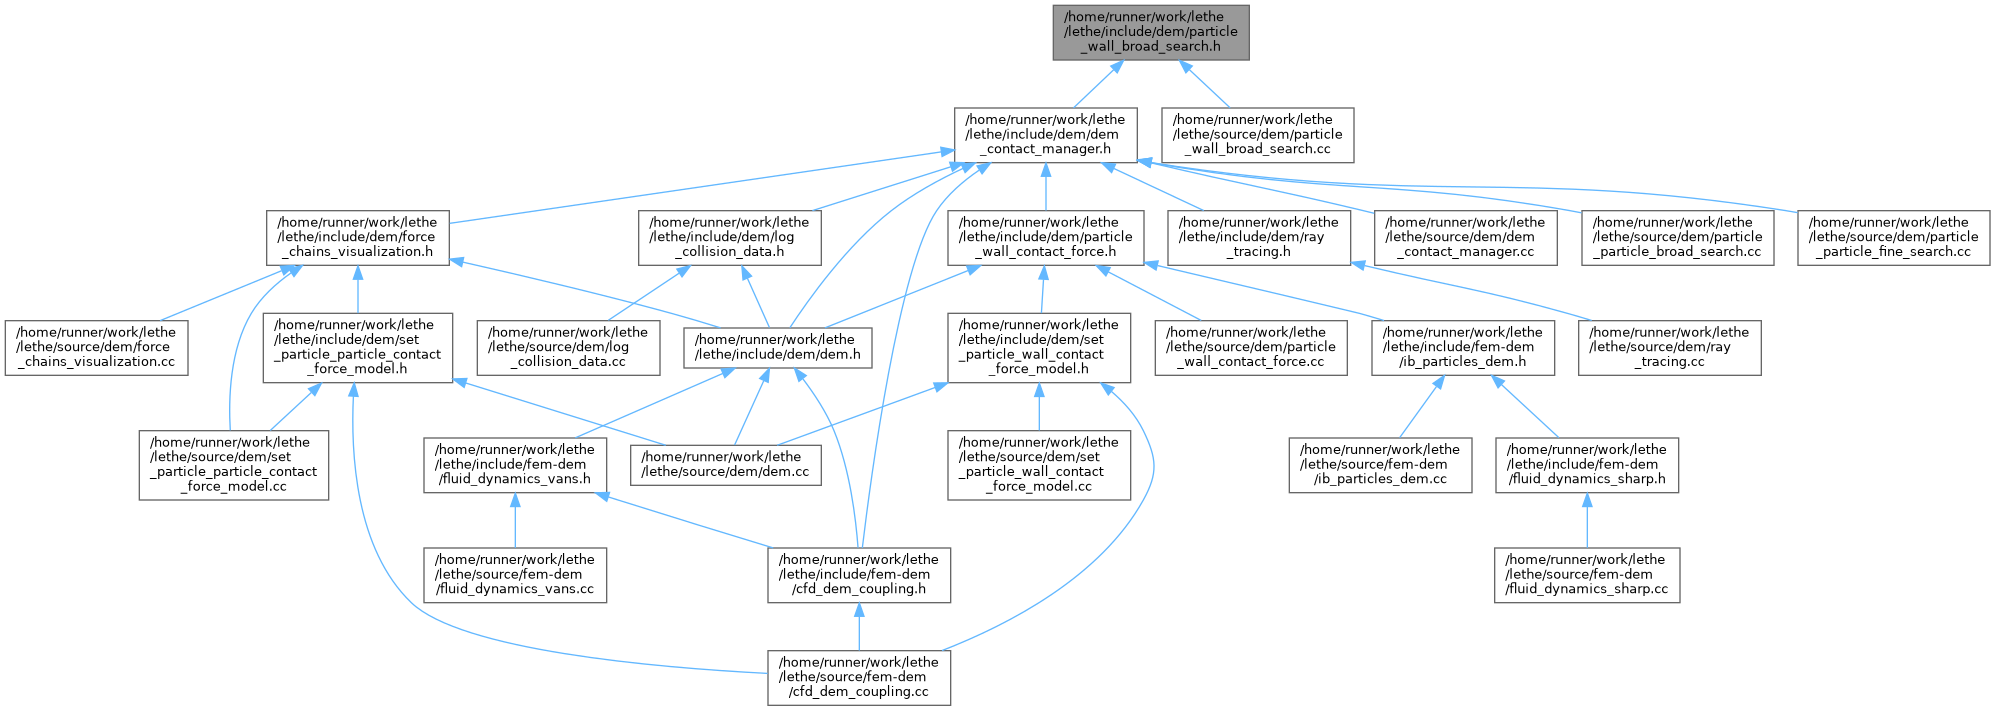 /home/runner/work/lethe
/lethe/include/dem/particle
_wall_broad_search.h
/home/runner/work/lethe
/lethe/include/dem/dem
_contact_manager.h
/home/runner/work/lethe
/lethe/source/dem/particle
_wall_broad_search.cc
/home/runner/work/lethe
/lethe/include/dem/force
_chains_visualization.h
/home/runner/work/lethe
/lethe/include/dem/log
_collision_data.h
/home/runner/work/lethe
/lethe/include/dem/particle
_wall_contact_force.h
/home/runner/work/lethe
/lethe/include/dem/ray
_tracing.h
/home/runner/work/lethe
/lethe/source/dem/dem
_contact_manager.cc
/home/runner/work/lethe
/lethe/source/dem/particle
_particle_broad_search.cc
/home/runner/work/lethe
/lethe/source/dem/particle
_particle_fine_search.cc
/home/runner/work/lethe
/lethe/source/dem/force
_chains_visualization.cc
/home/runner/work/lethe
/lethe/include/dem/set
_particle_particle_contact
_force_model.h
/home/runner/work/lethe
/lethe/source/dem/log
_collision_data.cc
/home/runner/work/lethe
/lethe/include/dem/dem.h
/home/runner/work/lethe
/lethe/include/dem/set
_particle_wall_contact
_force_model.h
/home/runner/work/lethe
/lethe/source/dem/particle
_wall_contact_force.cc
/home/runner/work/lethe
/lethe/include/fem-dem
/ib_particles_dem.h
/home/runner/work/lethe
/lethe/source/dem/ray
_tracing.cc
/home/runner/work/lethe
/lethe/source/dem/set
_particle_particle_contact
_force_model.cc
/home/runner/work/lethe
/lethe/include/fem-dem
/fluid_dynamics_vans.h
/home/runner/work/lethe
/lethe/source/dem/dem.cc
/home/runner/work/lethe
/lethe/source/dem/set
_particle_wall_contact
_force_model.cc
/home/runner/work/lethe
/lethe/source/fem-dem
/ib_particles_dem.cc
/home/runner/work/lethe
/lethe/include/fem-dem
/fluid_dynamics_sharp.h
/home/runner/work/lethe
/lethe/source/fem-dem
/fluid_dynamics_vans.cc
/home/runner/work/lethe
/lethe/include/fem-dem
/cfd_dem_coupling.h
/home/runner/work/lethe
/lethe/source/fem-dem
/fluid_dynamics_sharp.cc
/home/runner/work/lethe
/lethe/source/fem-dem
/cfd_dem_coupling.cc